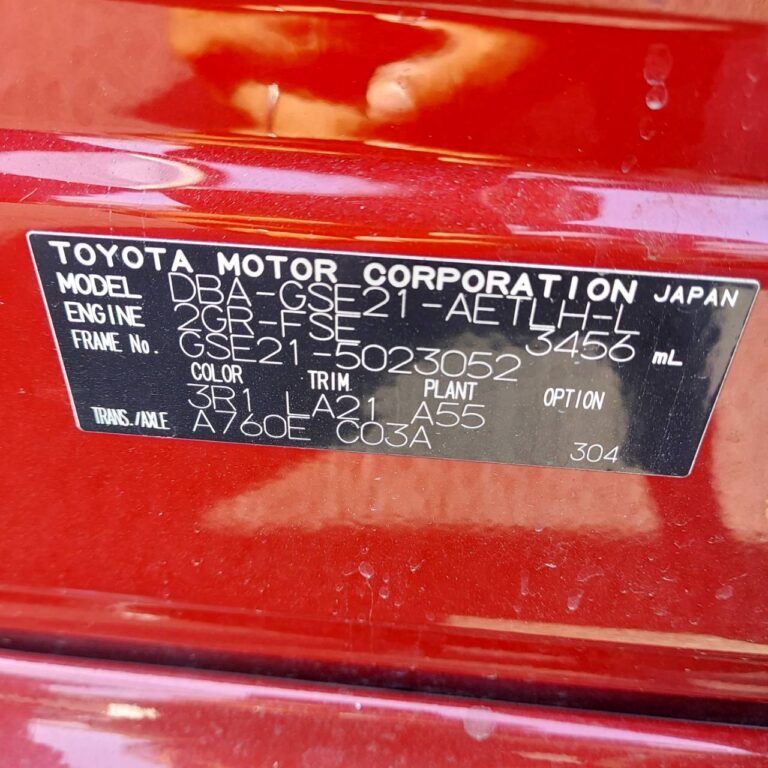 TOYOTA MOTOR CORPORATION JAPAN
MODEL DBA-GSE21-AETLH-L
ENGINE 2GR-FSE 3456 mL
FRAME No. GSE21-5023052
COLOR TRIM PLANT OPTION
3R1 LA21 A55
TRANS./AXLE A760E C03A 304